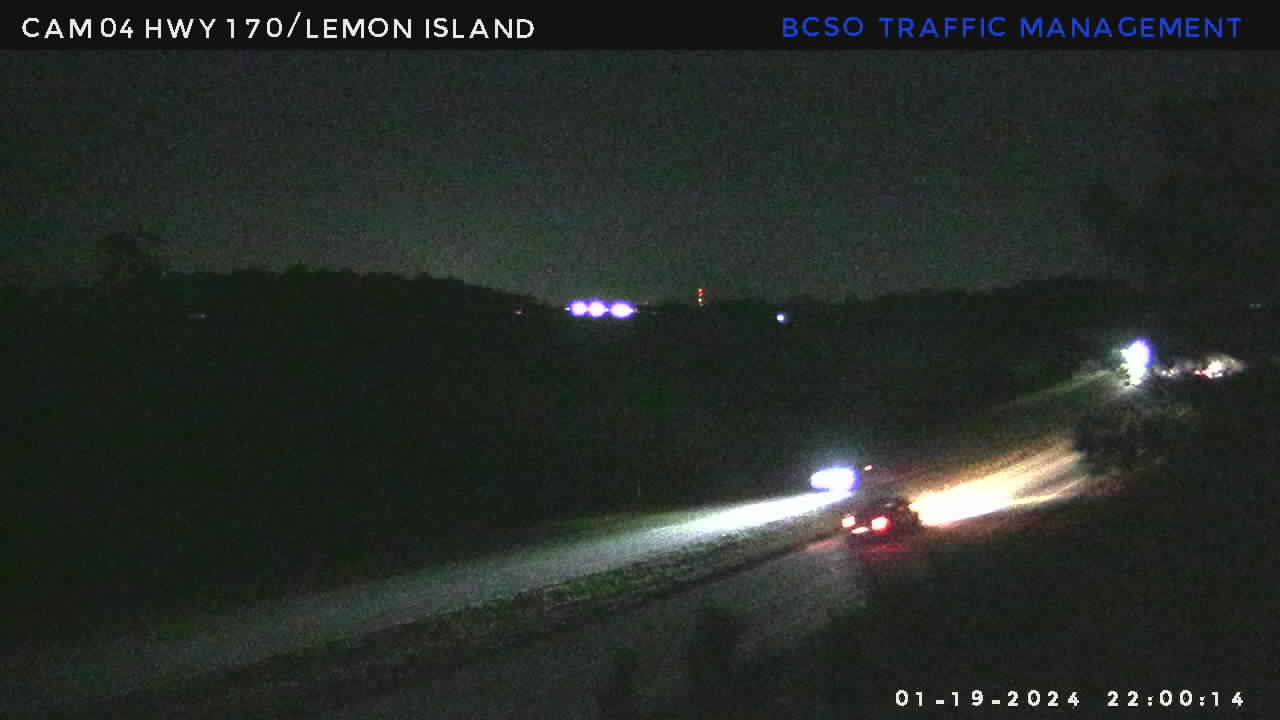 CAM04 HWY 170/LEMON ISLAND
BCSO TRAFFIC MANAGEMENT
01-19-2024 22:00:14